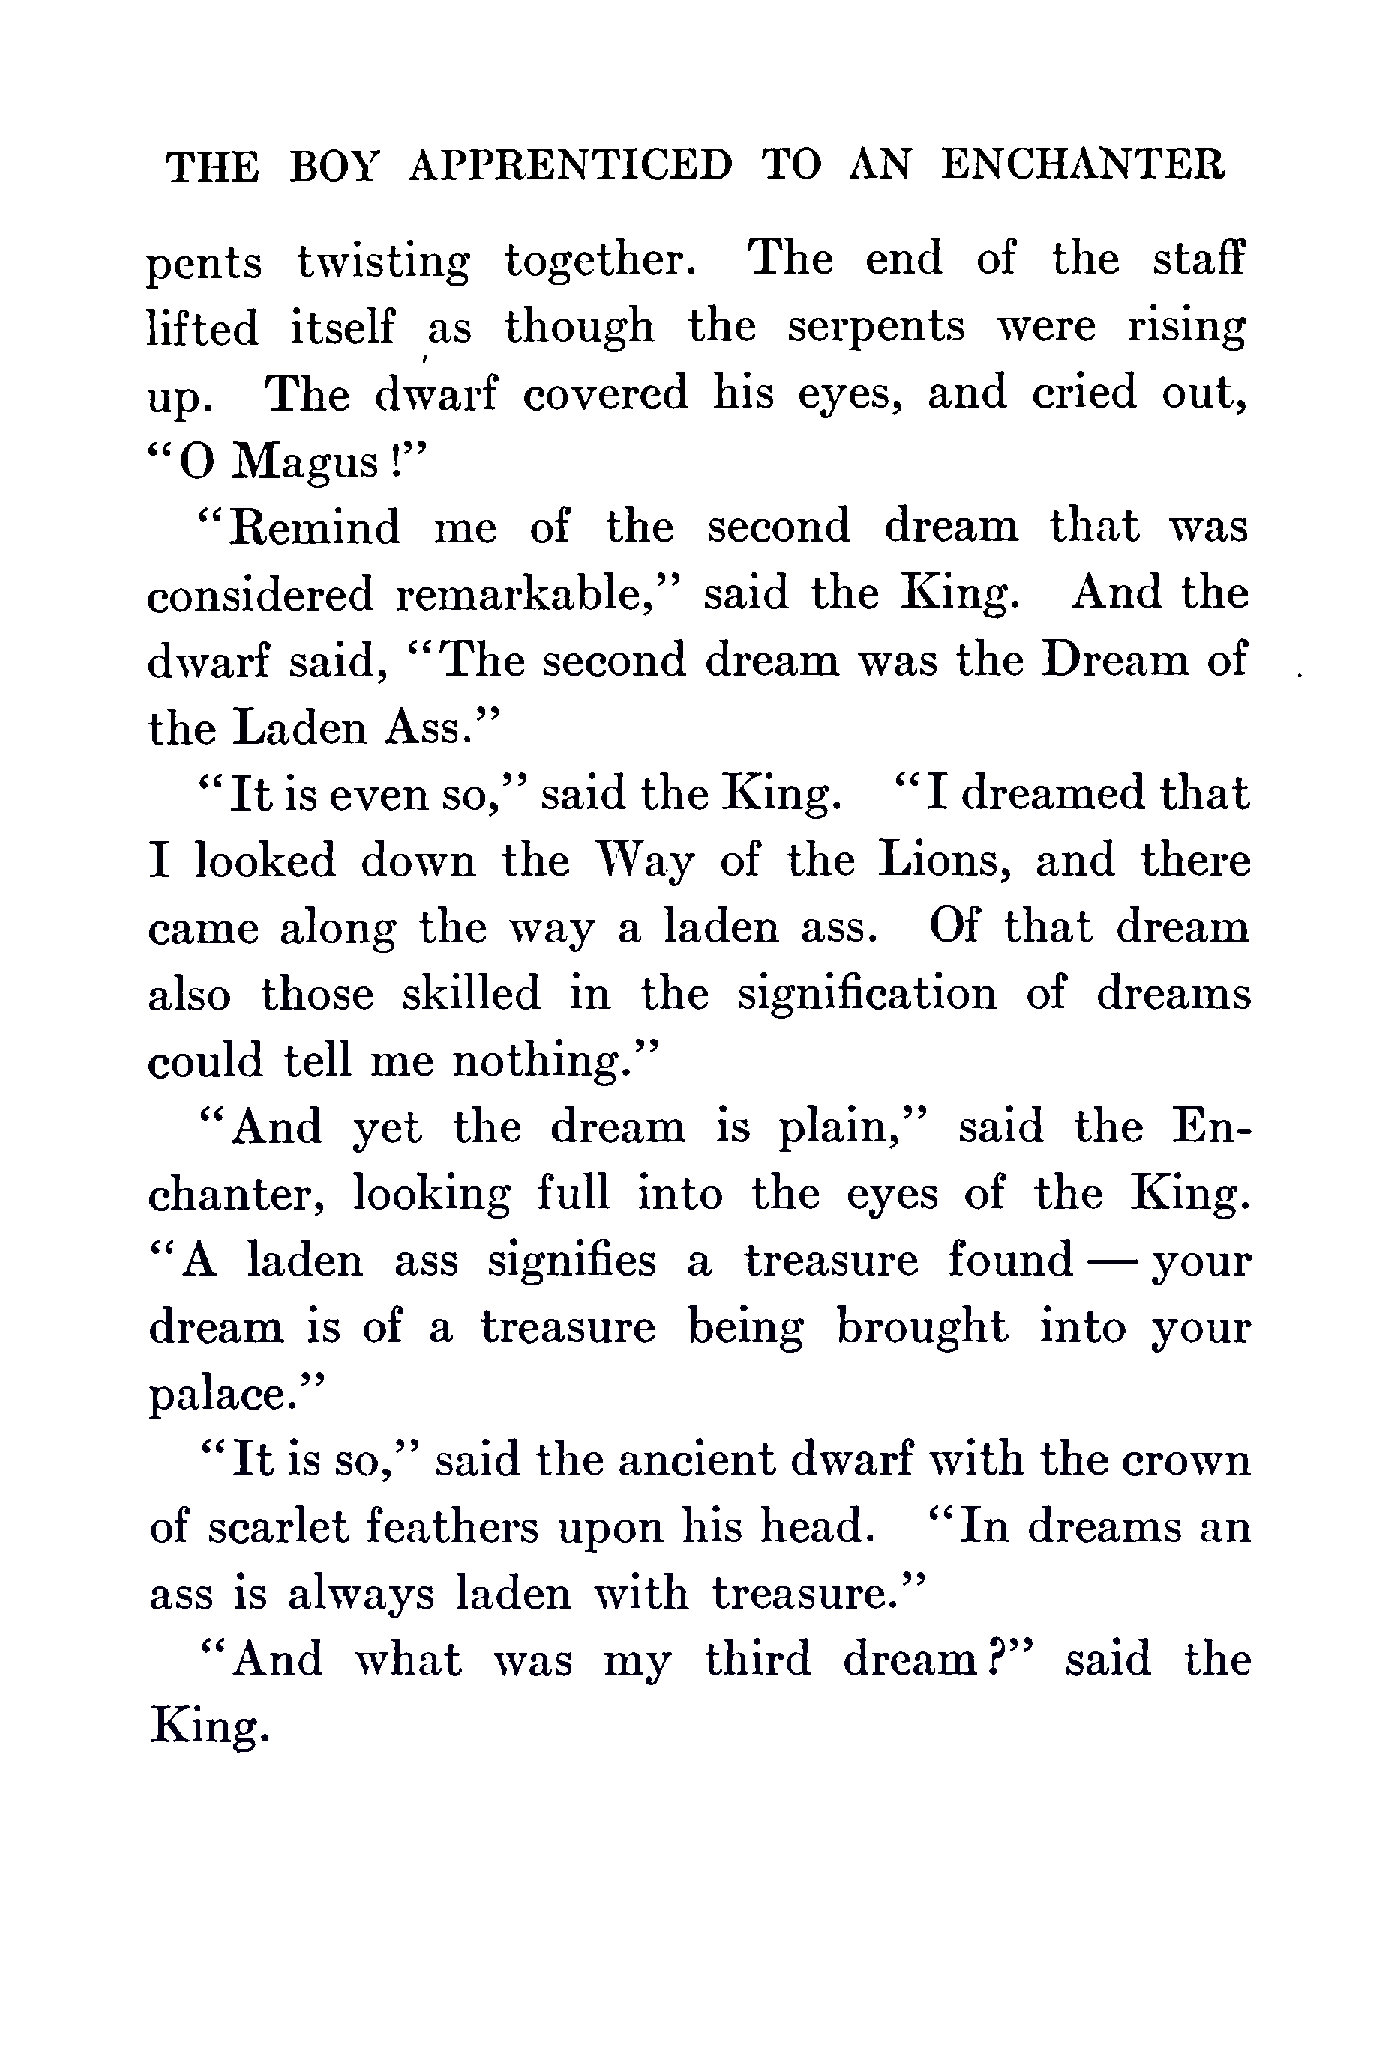 THE BOY APPRENTICED TO AN ENCHANTER
pents twisting together. The end of the staff
lifted itself as though the serpents were rising
up. The dwarf covered his eyes, and cried out,
“O Magus!”
“Remind me of the second dream that was
considered remarkable,” said the King. And the
dwarf said, “The second dream was the Dream of
the Laden Ass.”
“It is even so,” said the King. “I dreamed that
I looked down the Way of the Lions, and there
came along the way a laden ass. Of that dream
also those skilled in the signification of dreams
could tell me nothing.”
“And yet the dream is plain,” said the En-
chanter, looking full into the eyes of the King.
“A laden ass signifies a treasure found — your
dream is of a treasure being brought into your
palace.”
“It is so,” said the ancient dwarf with the crown
of scarlet feathers upon his head. “In dreams an
ass is always laden with treasure.”
“And what was my third dream?” said the
King.